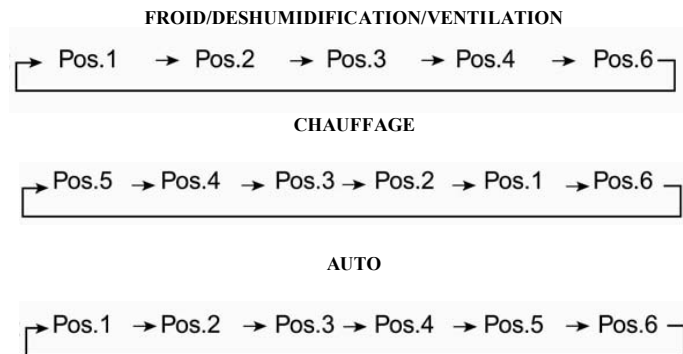 FROID/DESHUMIDIFICATION/VENTILATION
Pos.1 → Pos.2 → Pos.3 → Pos.4 → Pos.6
CHAUFFAGE
Pos.5 → Pos.4 → Pos.3 → Pos.2 → Pos.1 → Pos.6
AUTO
Pos.1 → Pos.2 → Pos.3 → Pos.4 → Pos.5 → Pos.6